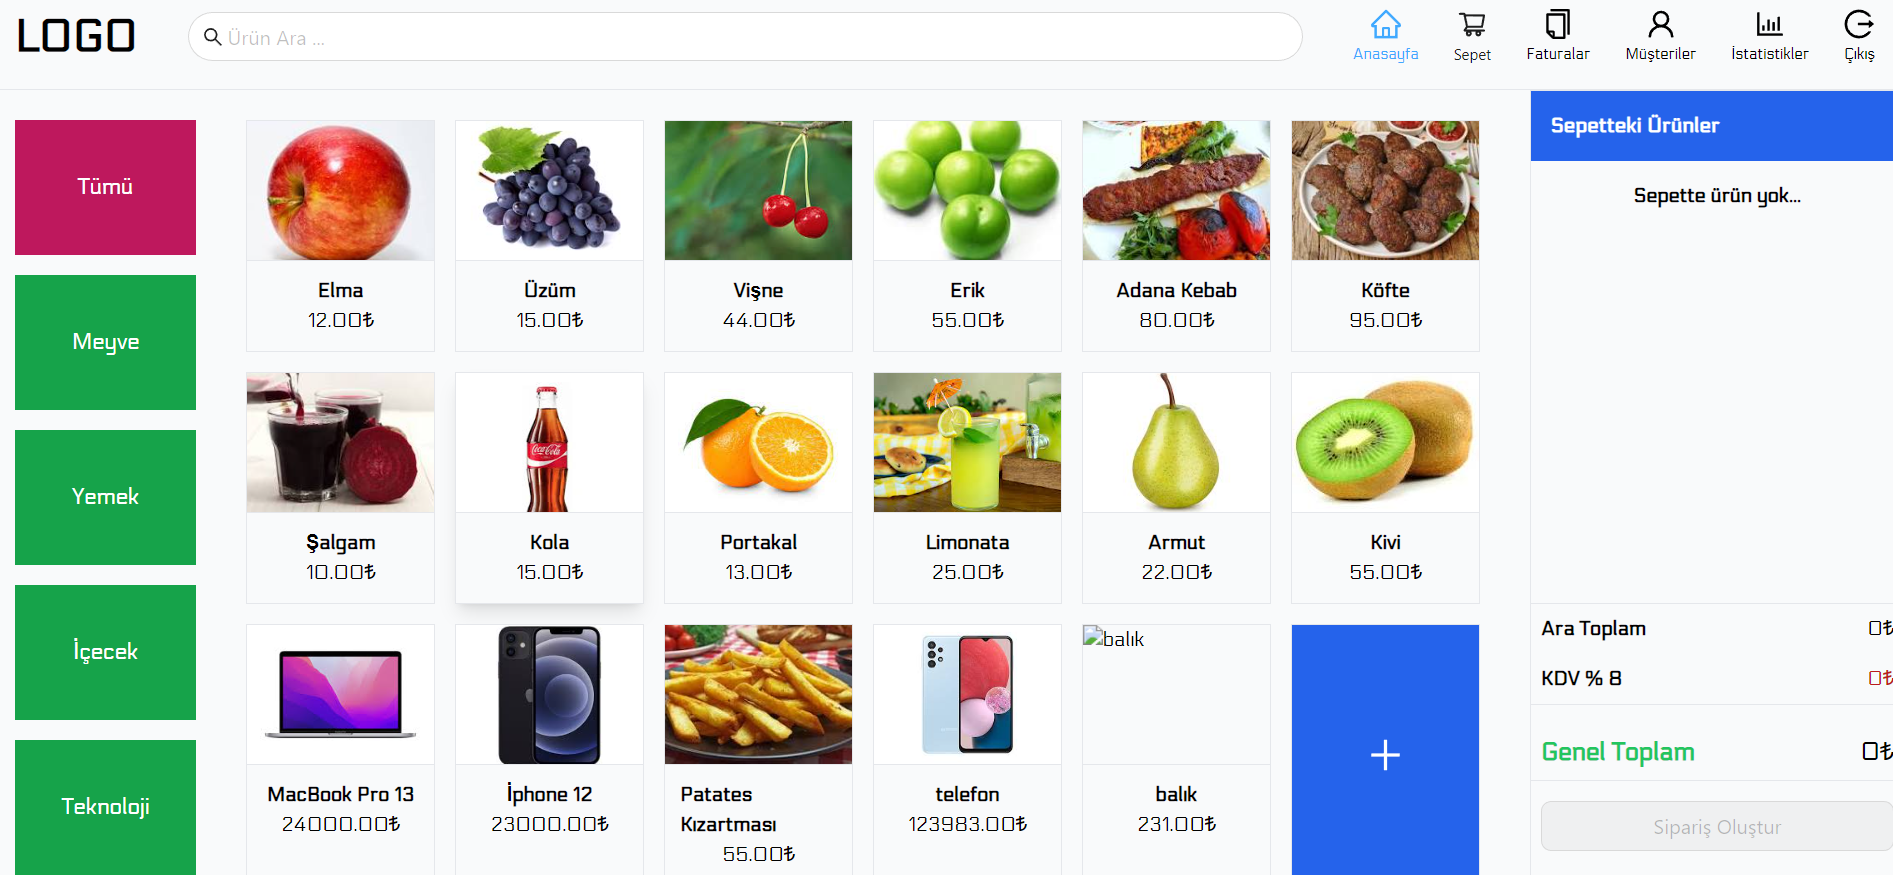 LOGO
Ürün Ara ...
Anasayfa
Sepet
Faturalar
Müşteriler
İstatistikler
Çıkış
Tümü
Meyve
Yemek
İçecek
Teknoloji
Elma
12.00₺
Üzüm
15.00₺
Vişne
44.00₺
Erik
55.00₺
Adana Kebab
80.00₺
Köfte
95.00₺
Şalgam
10.00₺
Coca-Cola
Kola
15.00₺
Portakal
13.00₺
Limonata
25.00₺
Armut
22.00₺
Kivi
55.00₺
MacBook Pro 13
24000.00₺
İphone 12
23000.00₺
Patates
Kızartması
55.00₺
telefon
123983.00₺
balık
balık
231.00₺
Sepetteki Ürünler
Sepette ürün yok...
Ara Toplam 0₺
KDV % 8 0₺
Genel Toplam 0₺
Sipariş Oluştur